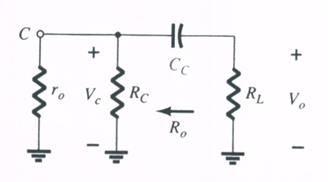 C
+ C_C +
r_o V_c R_C R_L V_o
R_o
− −